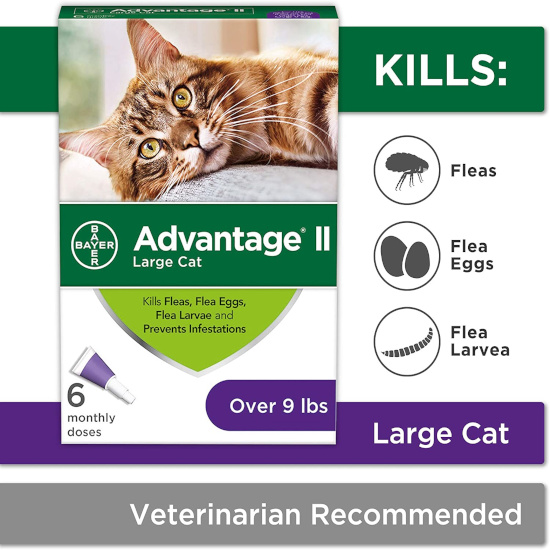 Advantage® II
KILLS:
Fleas
Flea
Eggs
Flea
Larvea
BAYER
BAYER
Advantage® II
Large Cat
Kills Fleas, Flea Eggs,
Flea Larvae and
Prevents Infestations
6
monthly
doses
Over 9 lbs
Large Cat
Veterinarian Recommended